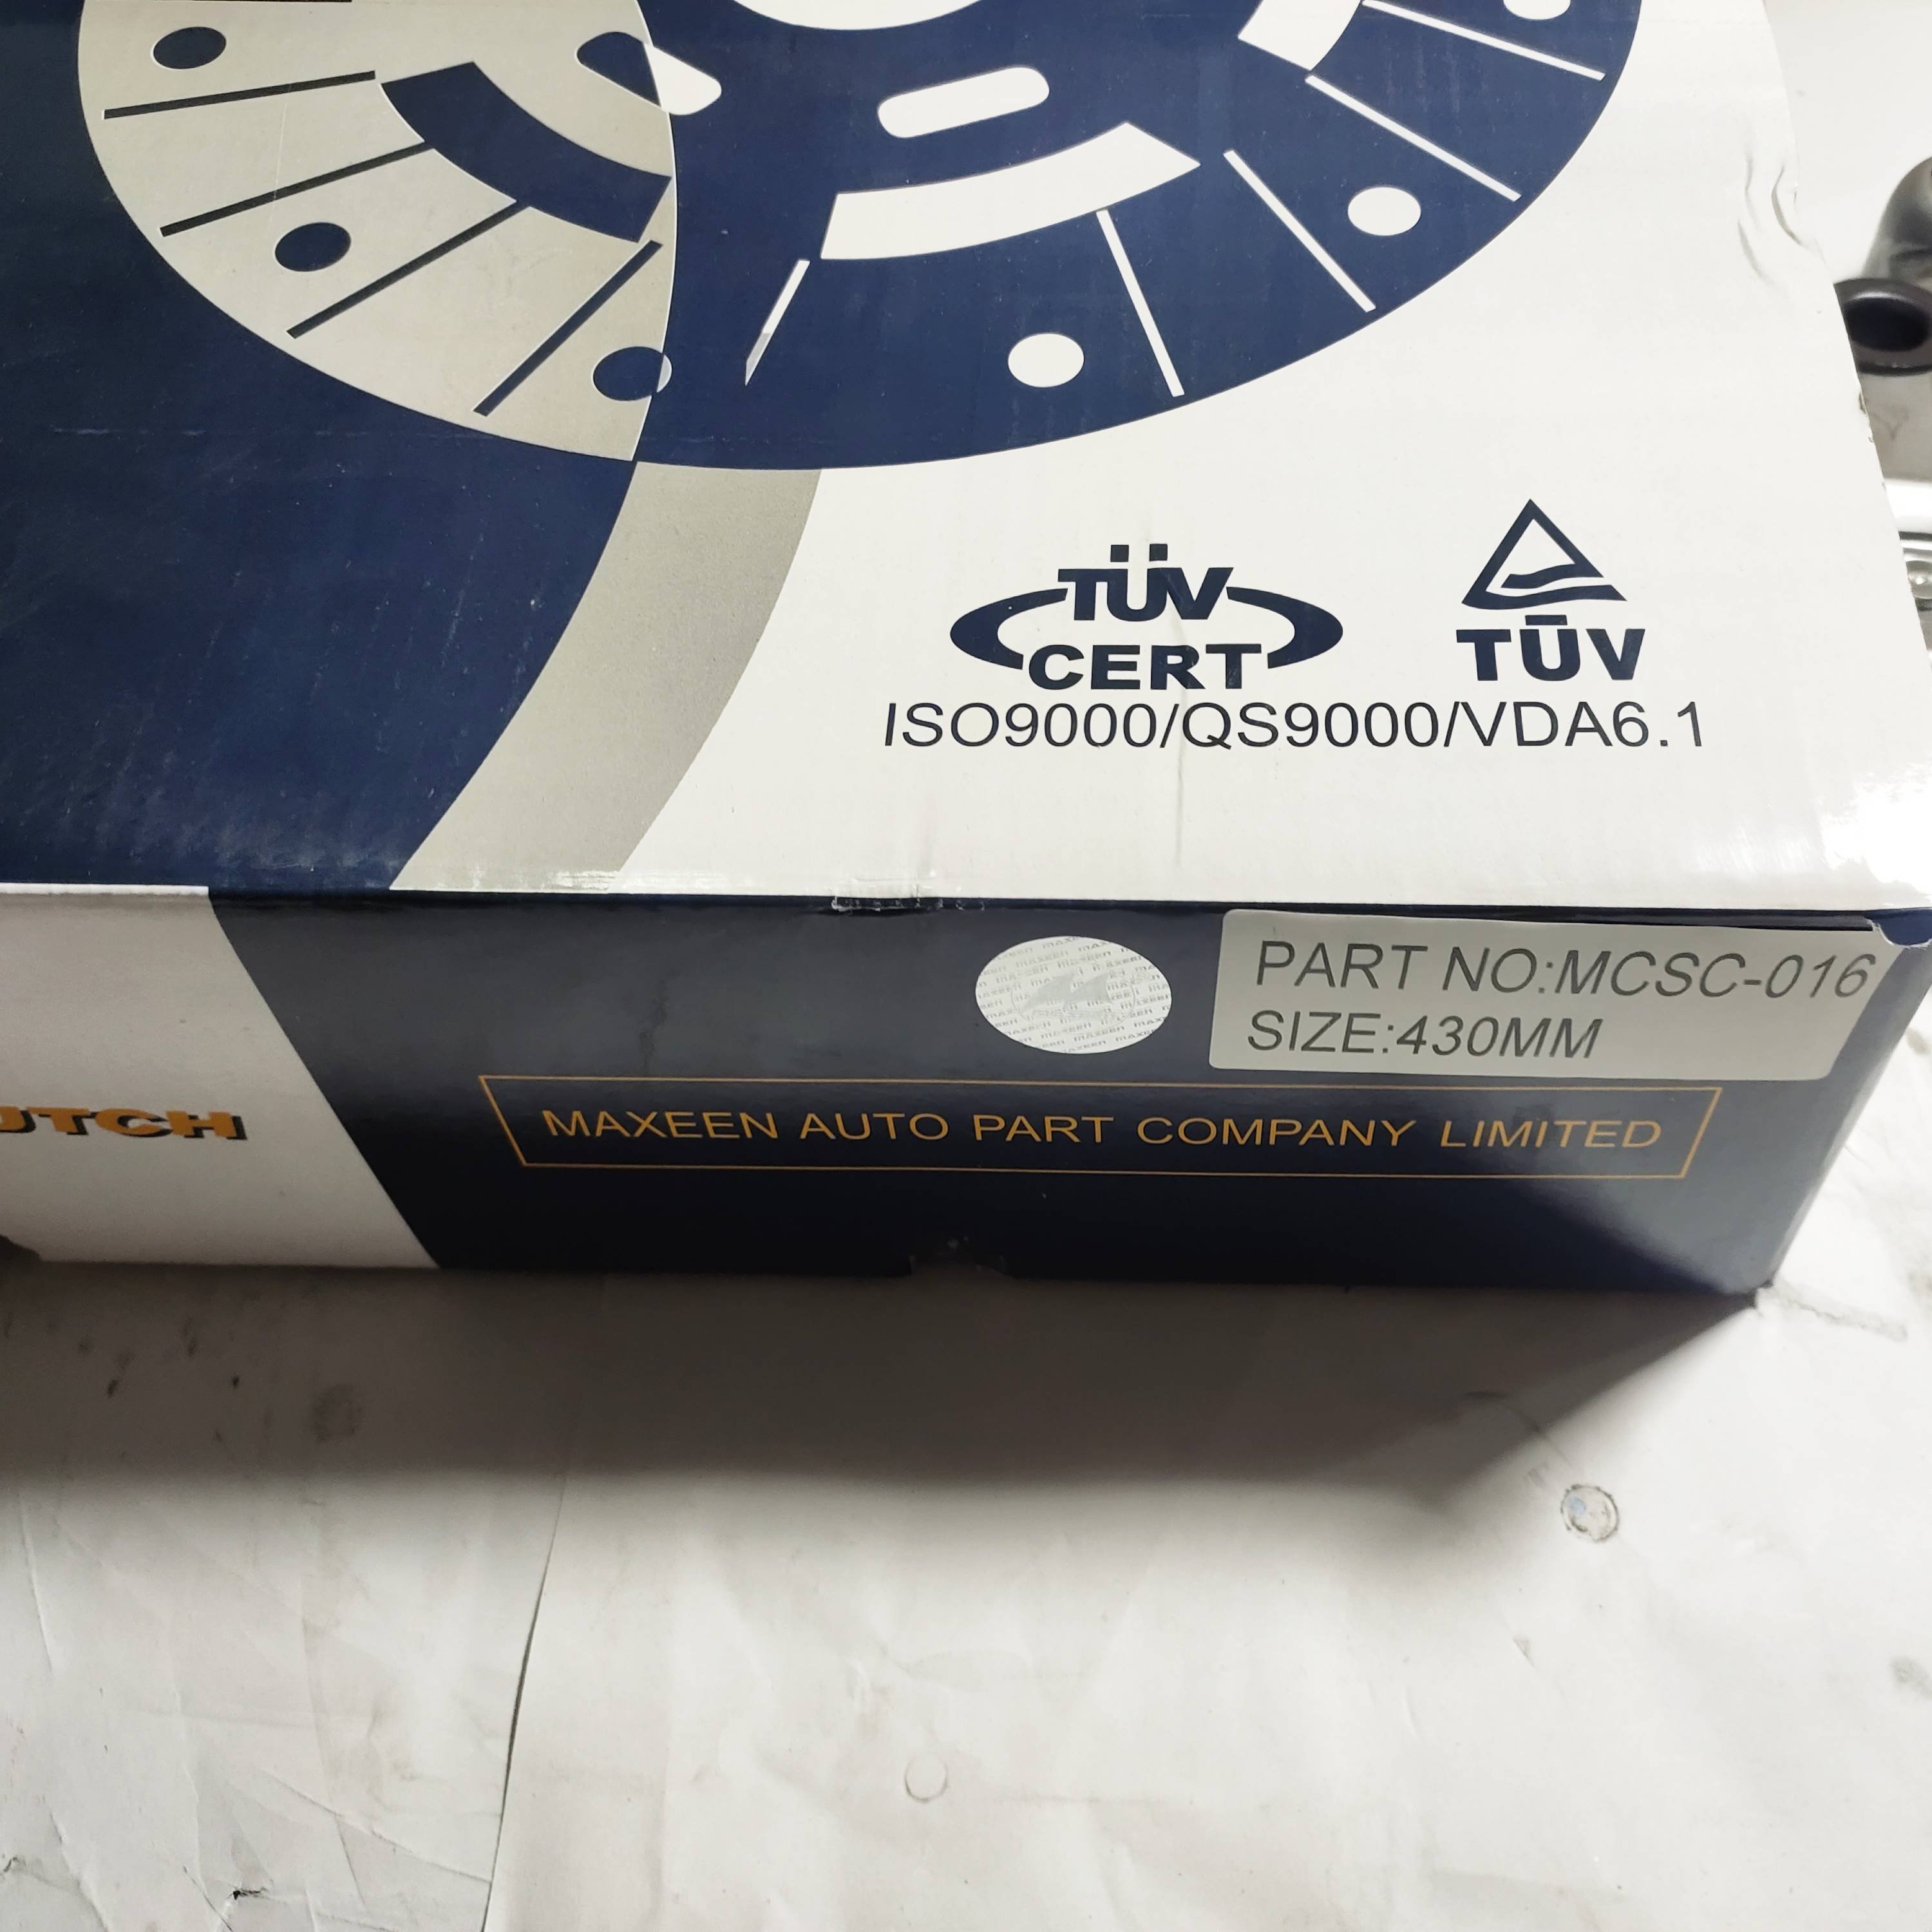 TÜV
CERT
TÜV
ISO9000/QS9000/VDA6.1
PART NO:MCSC-016
SIZE:430MM
MAXEEN AUTO PART COMPANY LIMITED
UTCH